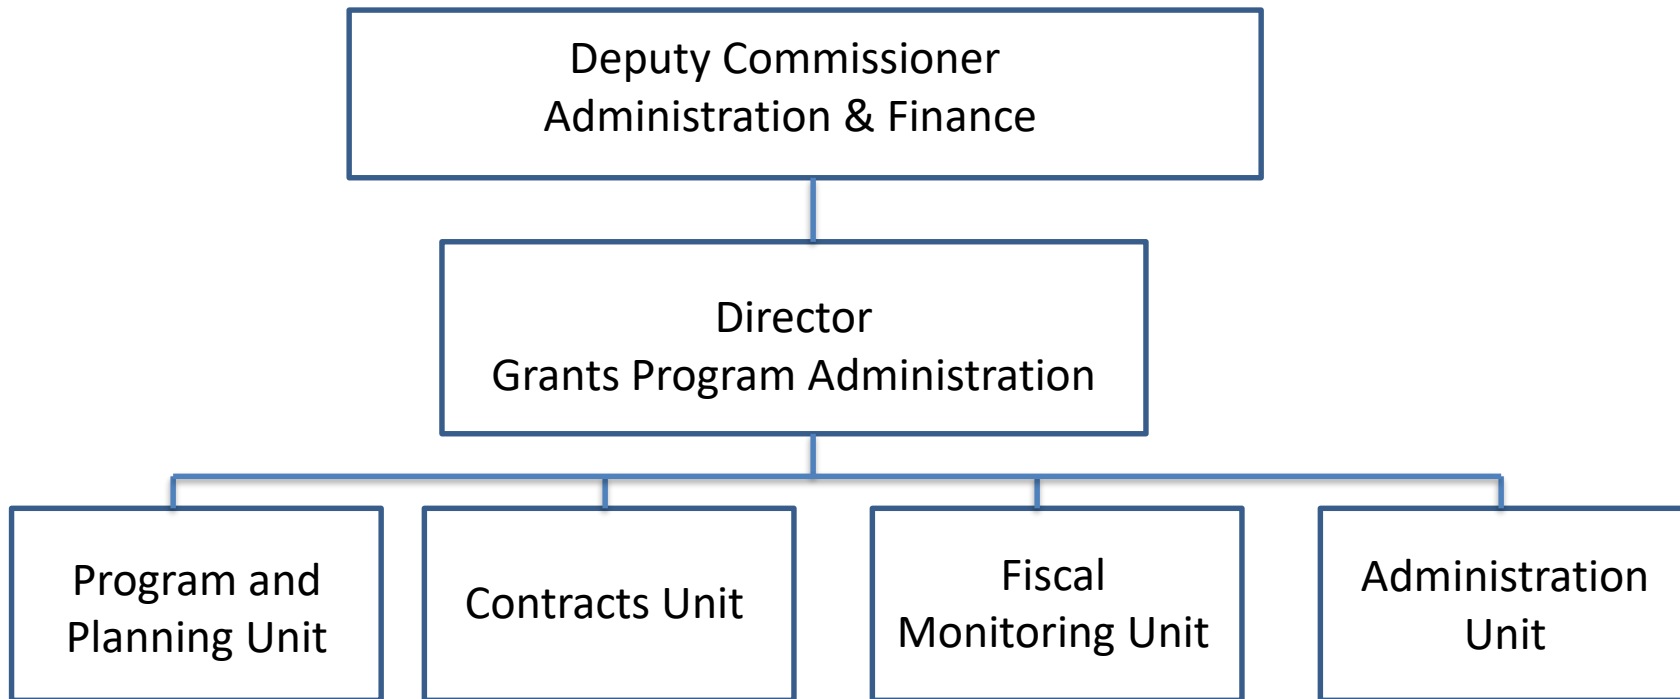 Deputy Commissioner
Administration & Finance
Director
Grants Program Administration
Program and
Planning Unit
Contracts Unit
Fiscal
Monitoring Unit
Administration
Unit